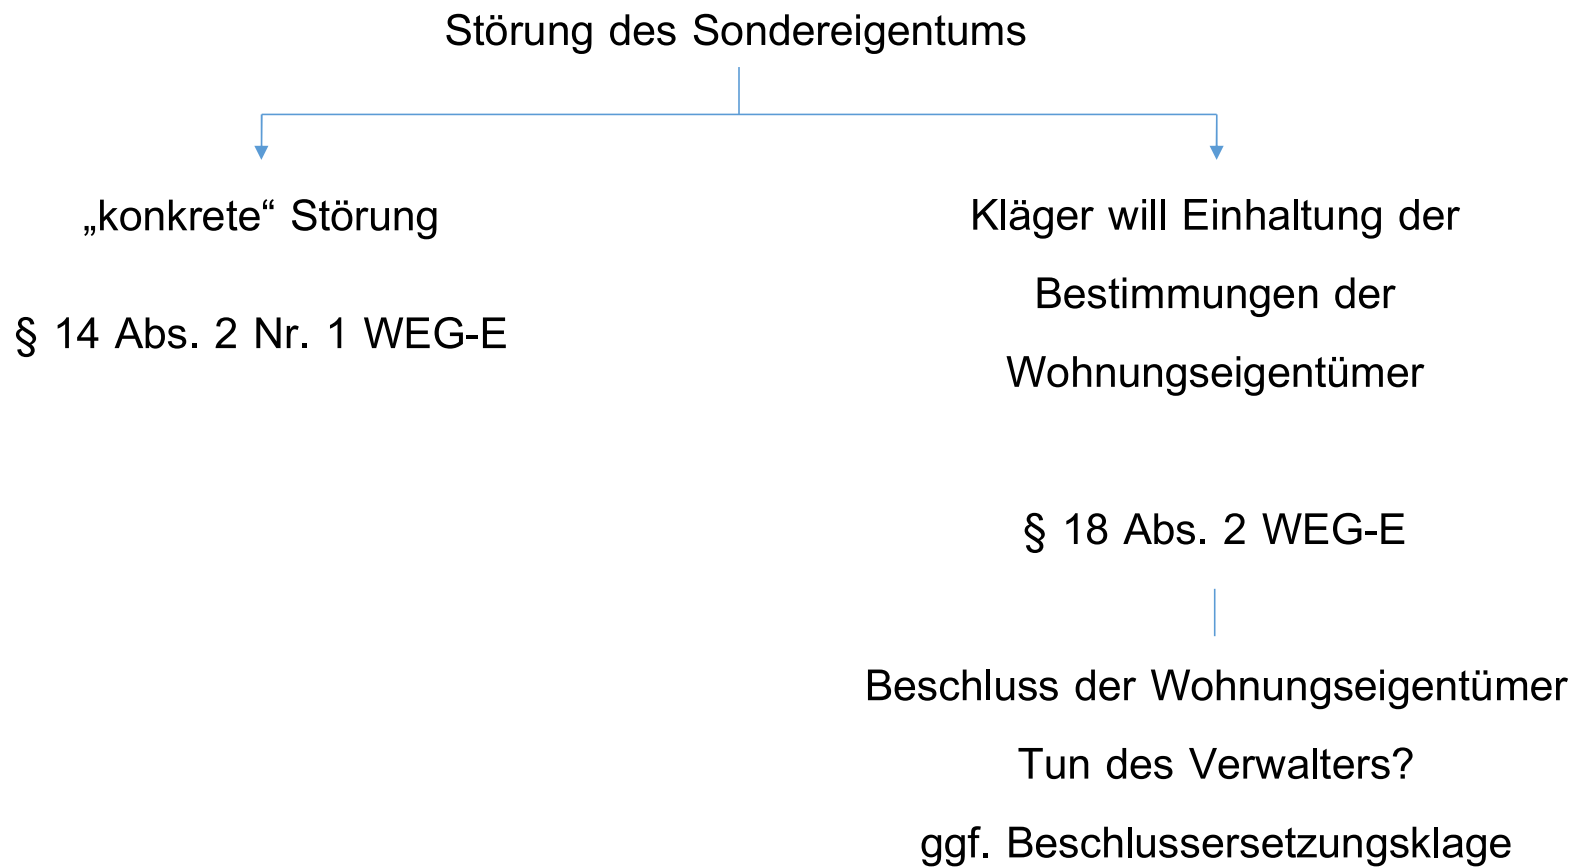 Störung des Sondereigentums
„konkrete“ Störung
§ 14 Abs. 2 Nr. 1 WEG-E
Kläger will Einhaltung der
Bestimmungen der
Wohnungseigentümer
§ 18 Abs. 2 WEG-E
Beschluss der Wohnungseigentümer
Tun des Verwalters?
ggf. Beschlussersetzungsklage